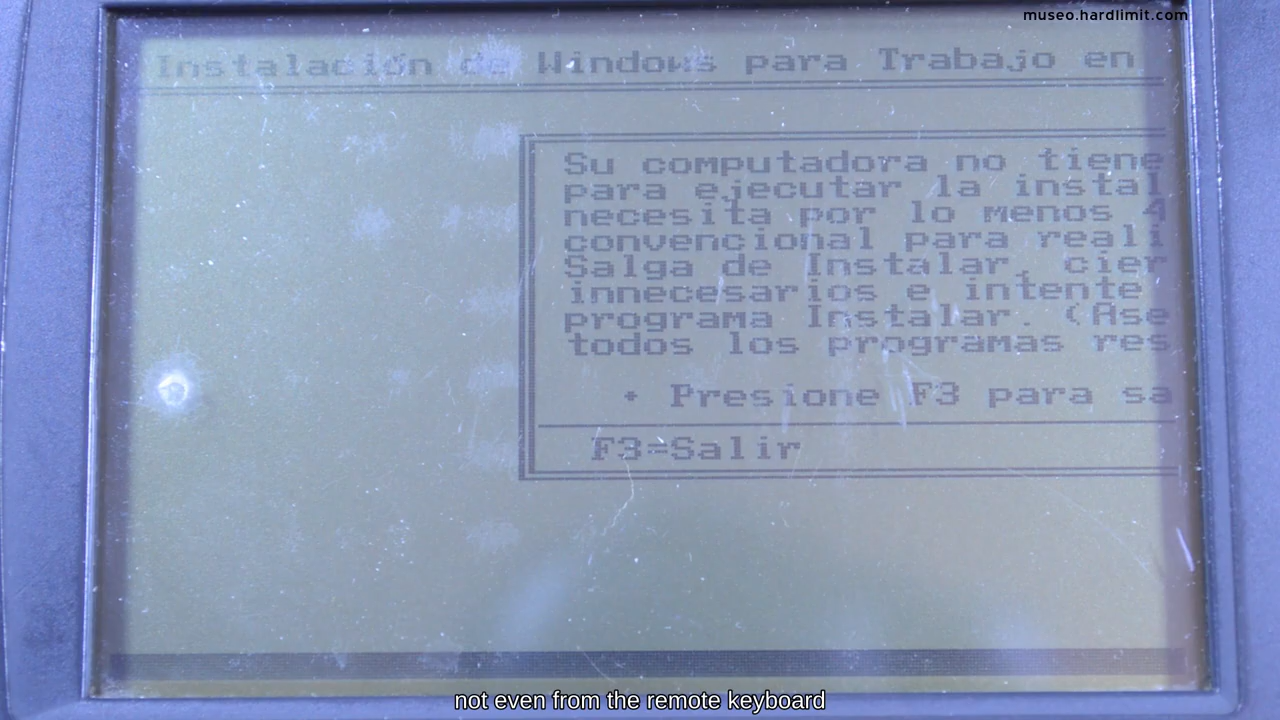 museo.hardlimit.com
Instalación de Windows para Trabajo en
Su computadora no tiene
para ejecutar la instal
necesita por lo menos 4
convencional para reali
Salga de Instalar, cier
innecesarios e intente
programa Instalar. (Ase
todos los programas res
• Presione F3 para sa
F3=Salir
not even from the remote keyboard